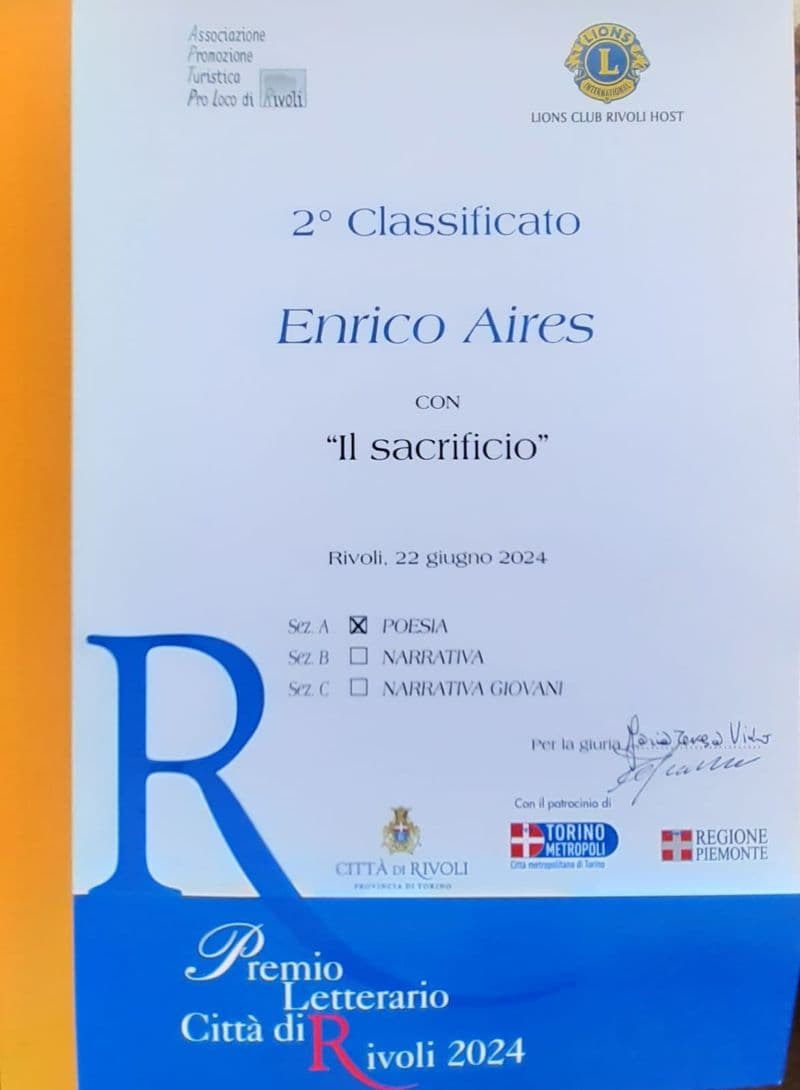 Associazione
Promozione
Turistica
Pro Loco di Rivoli
LIONS
L
INTERNATIONAL
LIONS CLUB RIVOLI HOST
2° Classificato
Enrico Aires
CON
“Il sacrificio”
Rivoli, 22 giugno 2024
Sez. A ☒ POESIA
Sez. B ☐ NARRATIVA
Sez. C ☐ NARRATIVA GIOVANI
Per la giuria Maria Teresa
Con il patrocinio di
CITTÀ DI RIVOLI
PROVINCIA DI TORINO
TORINO
METROPOLI
Città metropolitana di Torino
REGIONE
PIEMONTE
R
Premio
Letterario
Città di
Rivoli 2024